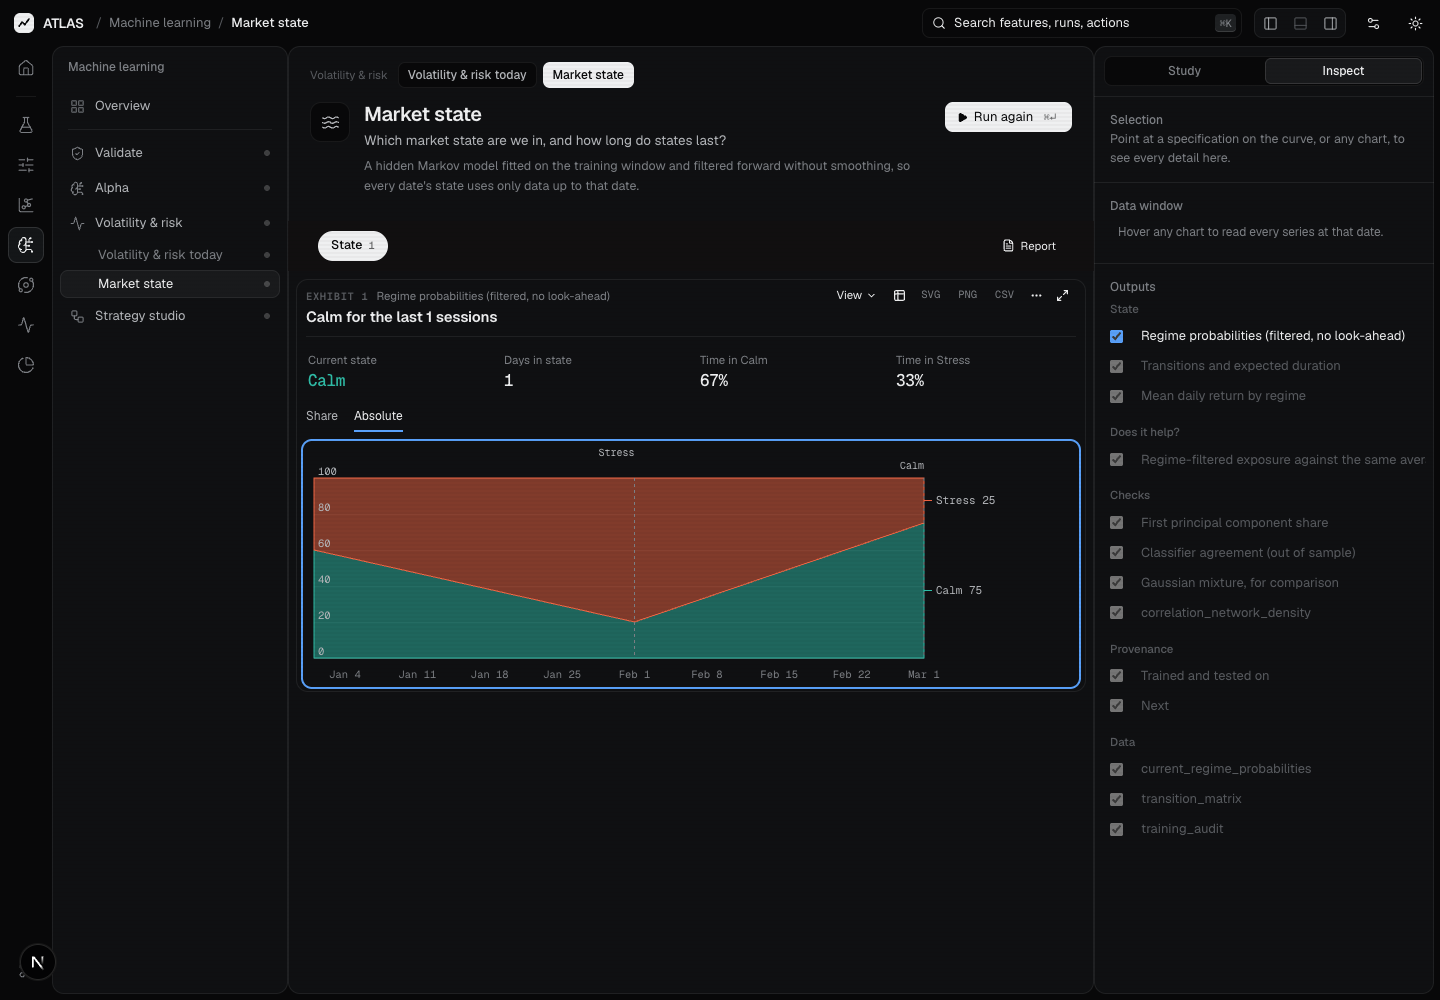 ATLAS / Machine learning / Market state
Search features, runs, actions ⌘K
Machine learning
Overview
Validate
Alpha
Volatility & risk
Volatility & risk today
Market state
Strategy studio
Volatility & risk Volatility & risk today Market state
Market state
Run again ⌘↵
Which market state are we in, and how long do states last?
A hidden Markov model fitted on the training window and filtered forward without smoothing, so
every date's state uses only data up to that date.
State 1
Report
EXHIBIT 1 Regime probabilities (filtered, no look-ahead)
View SVG PNG CSV
Calm for the last 1 sessions
Current state Days in state Time in Calm Time in Stress
Calm 1 67% 33%
Share Absolute
Stress
Calm
100
80
60
40
20
0
Stress 25
Calm 75
Jan 4 Jan 11 Jan 18 Jan 25 Feb 1 Feb 8 Feb 15 Feb 22 Mar 1
Study Inspect
Selection
Point at a specification on the curve, or any chart, to
see every detail here.
Data window
Hover any chart to read every series at that date.
Outputs
State
Regime probabilities (filtered, no look-ahead)
Transitions and expected duration
Mean daily return by regime
Does it help?
Regime-filtered exposure against the same aver
Checks
First principal component share
Classifier agreement (out of sample)
Gaussian mixture, for comparison
correlation_network_density
Provenance
Trained and tested on
Next
Data
current_regime_probabilities
transition_matrix
training_audit
N